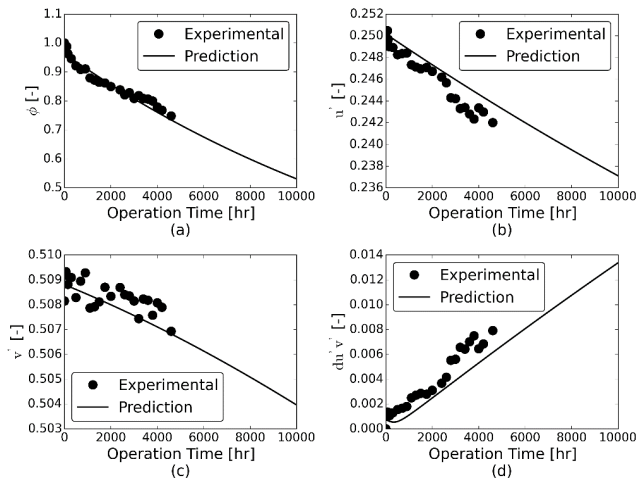 1.1
1.0
0.9
0.8
0.7
0.6
0.5
ϕ [-]
Experimental
Prediction
0 2000 4000 6000 8000 10000
Operation Time [hr]
(a)
0.252
0.250
0.248
0.246
0.244
0.242
0.240
0.238
0.236
u' [-]
Experimental
Prediction
0 2000 4000 6000 8000 10000
Operation Time [hr]
(b)
0.510
0.509
0.508
0.507
0.505
0.504
0.503
v' [-]
Experimental
Prediction
0 2000 4000 6000 8000 10000
Operation Time [hr]
(c)
0.014
0.012
0.010
0.008
0.006
0.004
0.002
0.000
du'v' [-]
Experimental
Prediction
0 2000 4000 6000 8000 10000
Operation Time [hr]
(d)